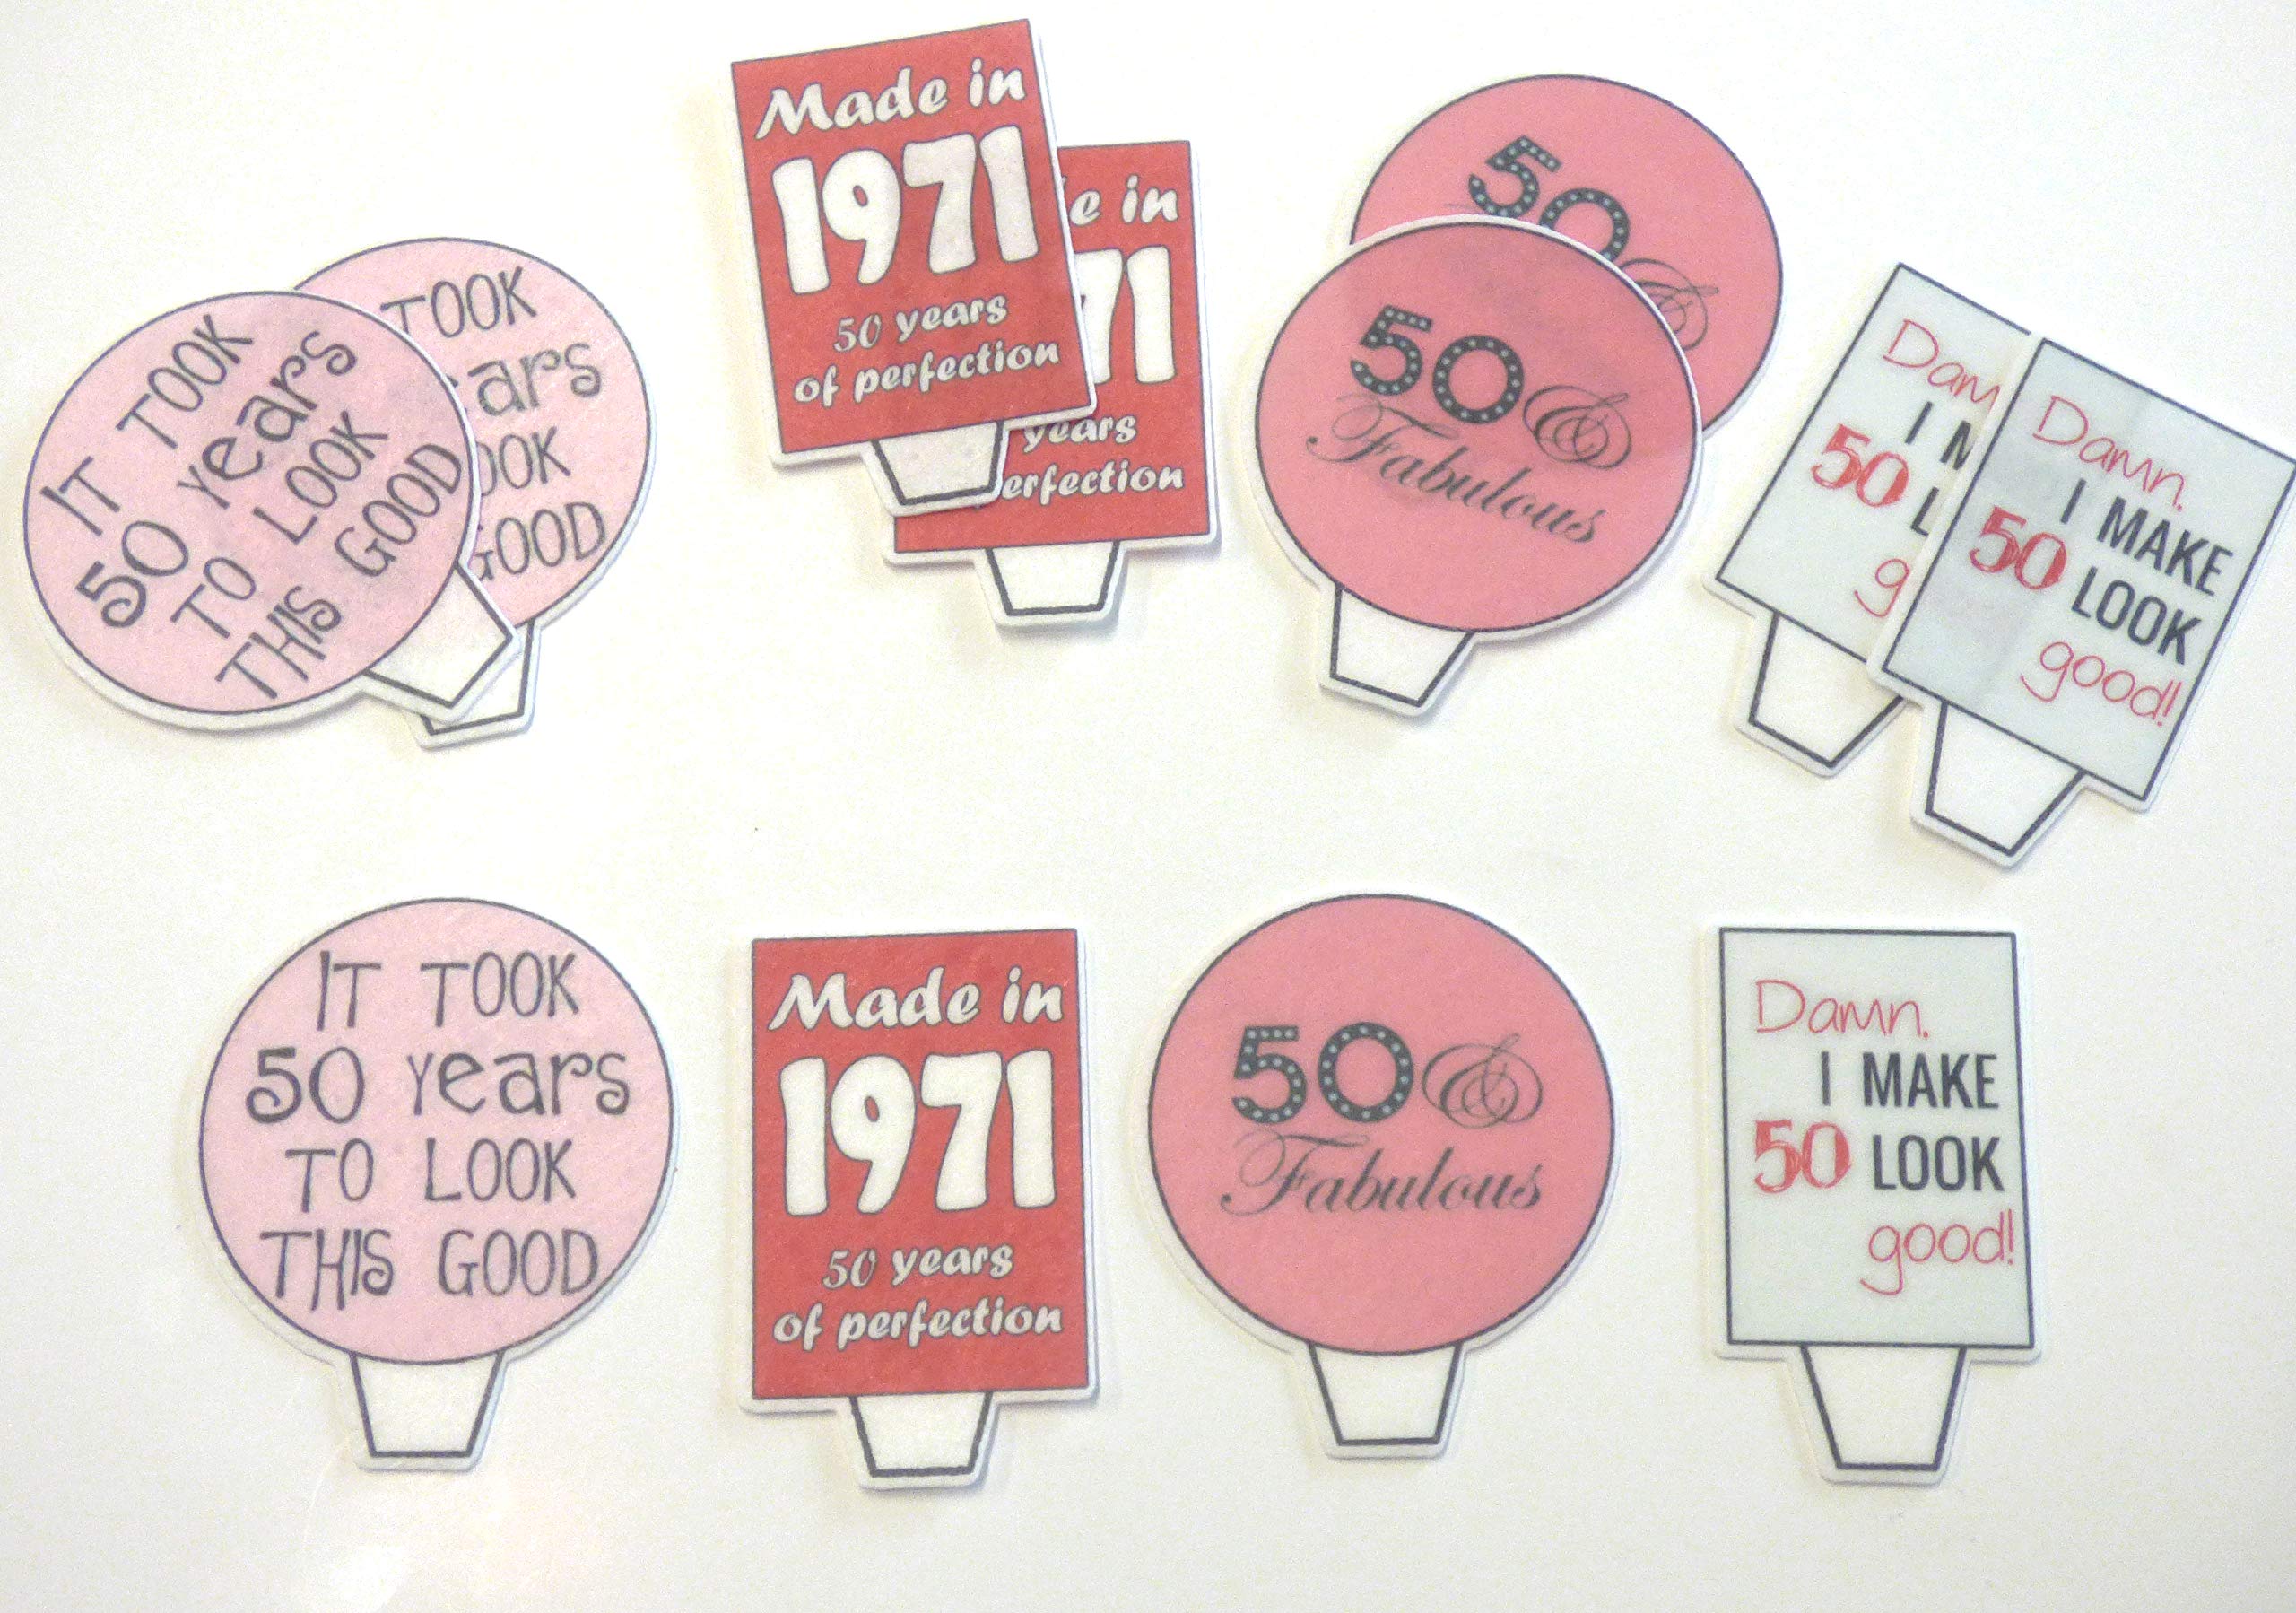 IT TOOK
50 years
TO LOOK
THIS GOOD
TOOK
ars
OOK
GOOD
Made in
1971
50 years
of perfection
e in
71
years
erfection
50 &
50 &
Fabulous
Dam
I M
50 L
g
Damn.
I MAKE
50 LOOK
good!
IT TOOK
50 years
TO LOOK
THIS GOOD
Made in
1971
50 years
of perfection
50 &
Fabulous
Damn.
I MAKE
50 LOOK
good!